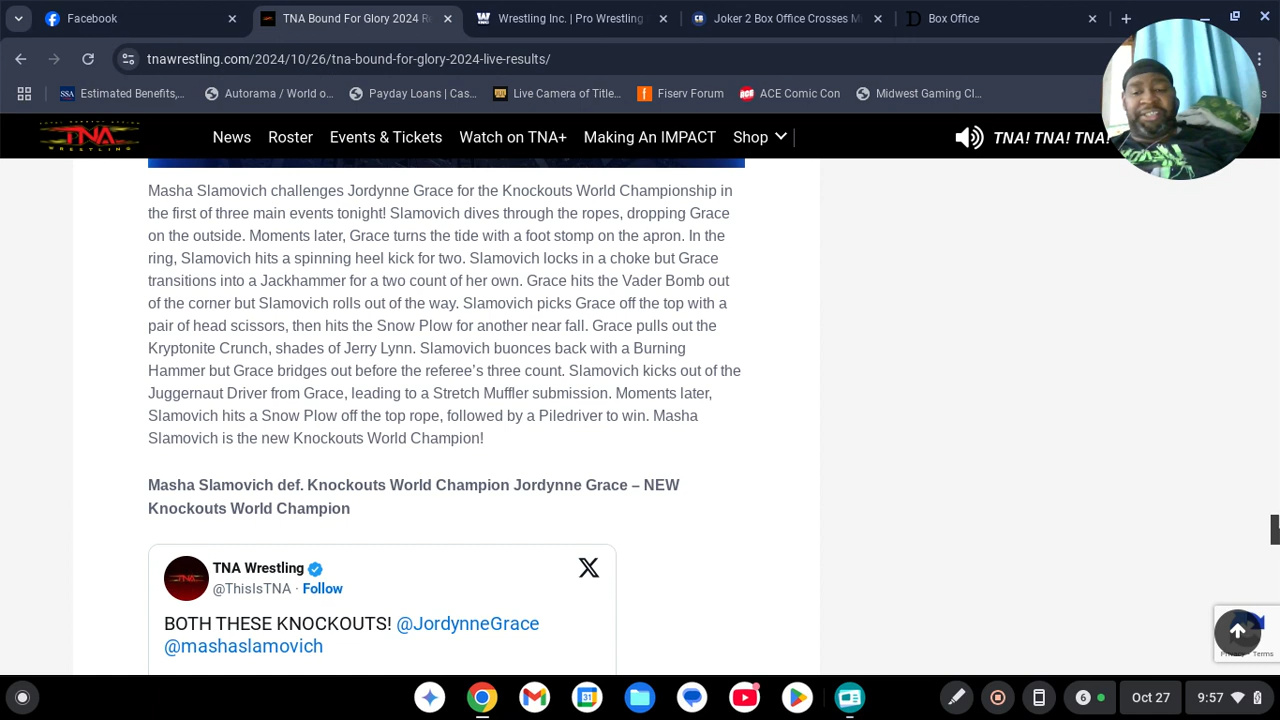 Facebook
TNA Bound For Glory 2024 Re
Wrestling Inc. | Pro Wrestling
Joker 2 Box Office Crosses M
Box Office
tnawrestling.com/2024/10/26/tna-bound-for-glory-2024-live-results/
SSA Estimated Benefits,...
Autorama / World o...
Payday Loans | Cas...
Live Camera of Title...
Fiserv Forum
ACE Comic Con
Midwest Gaming Cl...
TNA
WRESTLING
News
Roster
Events & Tickets
Watch on TNA+
Making An IMPACT
Shop
TNA! TNA! TNA!
Masha Slamovich challenges Jordynne Grace for the Knockouts World Championship in
the first of three main events tonight! Slamovich dives through the ropes, dropping Grace
on the outside. Moments later, Grace turns the tide with a foot stomp on the apron. In the
ring, Slamovich hits a spinning heel kick for two. Slamovich locks in a choke but Grace
transitions into a Jackhammer for a two count of her own. Grace hits the Vader Bomb out
of the corner but Slamovich rolls out of the way. Slamovich picks Grace off the top with a
pair of head scissors, then hits the Snow Plow for another near fall. Grace pulls out the
Kryptonite Crunch, shades of Jerry Lynn. Slamovich buonces back with a Burning
Hammer but Grace bridges out before the referee's three count. Slamovich kicks out of the
Juggernaut Driver from Grace, leading to a Stretch Muffler submission. Moments later,
Slamovich hits a Snow Plow off the top rope, followed by a Piledriver to win. Masha
Slamovich is the new Knockouts World Champion!
Masha Slamovich def. Knockouts World Champion Jordynne Grace – NEW
Knockouts World Champion
TNA Wrestling
@ThisIsTNA · Follow
BOTH THESE KNOCKOUTS! @JordynneGrace
@mashaslamovich
Privacy - Terms
6
Oct 27
9:57